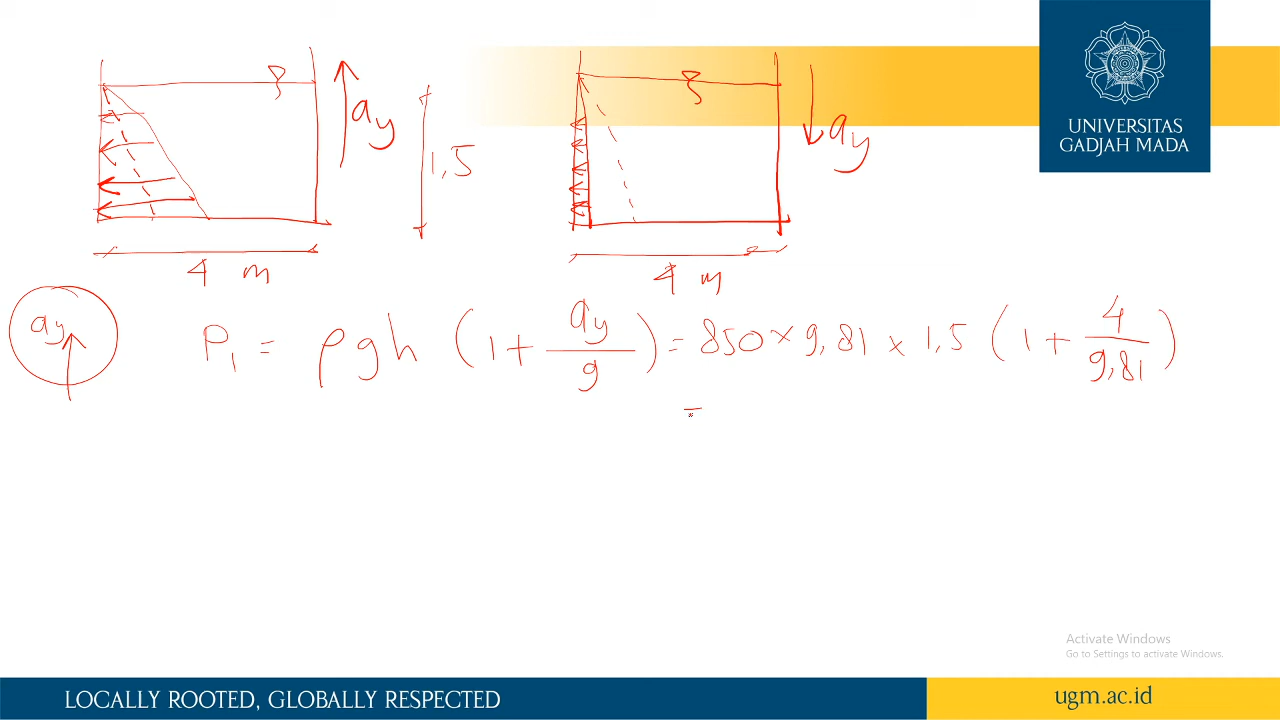 UNIVERSITAS
GADJAH MADA
ay
1,5
ay
4 m
4 m
ay
P₁ = ρgh (1 + ay/g) = 850 × 9,81 × 1,5 (1 + 4/9,81)
=
Activate Windows
Go to Settings to activate Windows.
LOCALLY ROOTED, GLOBALLY RESPECTED
ugm.ac.id